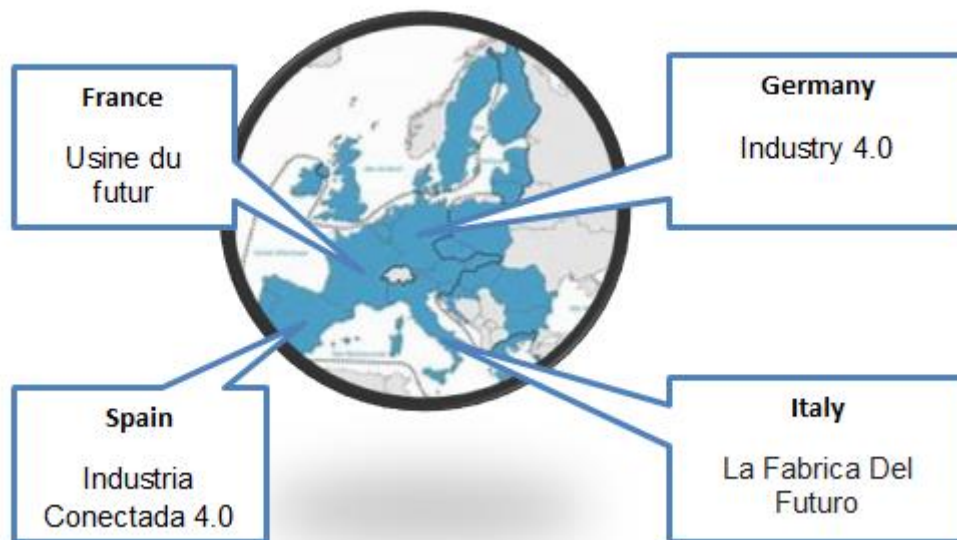 France
Usine du
futur
Germany
Industry 4.0
Spain
Industria
Conectada 4.0
Italy
La Fabrica Del
Futuro